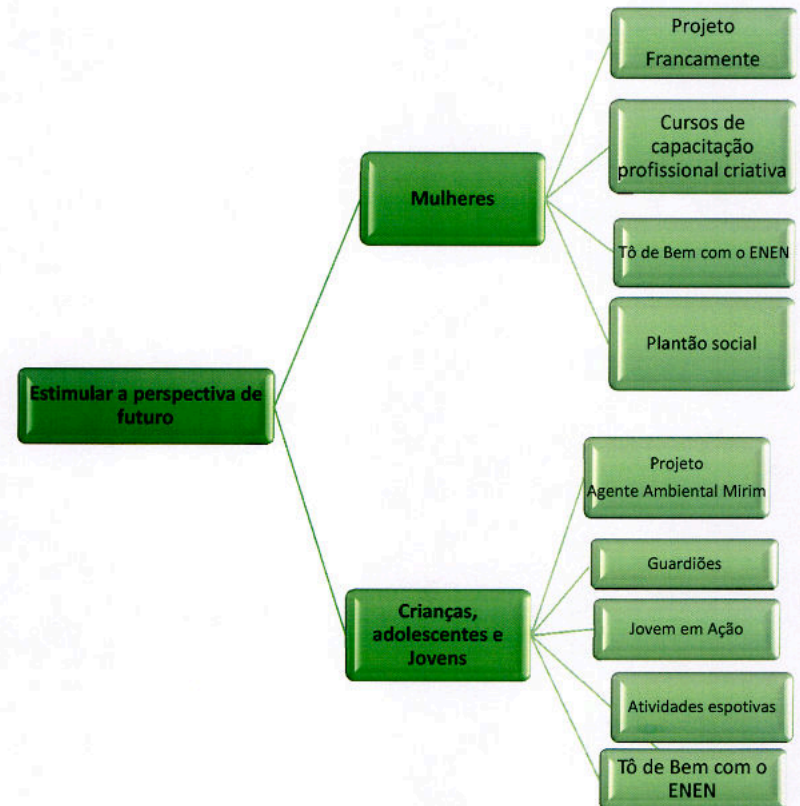 Projeto
Francamente
Cursos de
capacitação
profissional criativa
Mulheres
Tô de Bem com o ENEN
Plantão social
Estimular a perspectiva de
futuro
Projeto
Agente Ambiental Mirim
Guardiões
Crianças,
adolescentes e
Jovens
Jovem em Ação
Atividades espotivas
Tô de Bem com o
ENEN